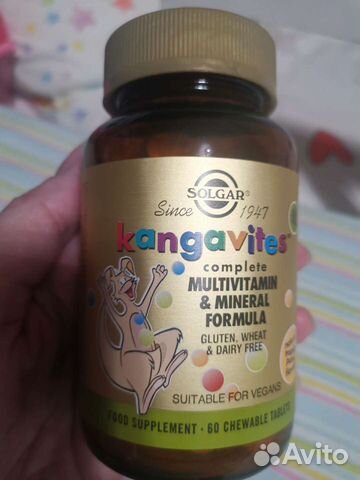 SOLGAR®
Since 1947
kangavites™
complete
MULTIVITAMIN
& MINERAL
FORMULA
GLUTEN, WHEAT
& DAIRY FREE
SUITABLE FOR VEGANS
FOOD SUPPLEMENT • 60 CHEWABLE TABLETS
Avito